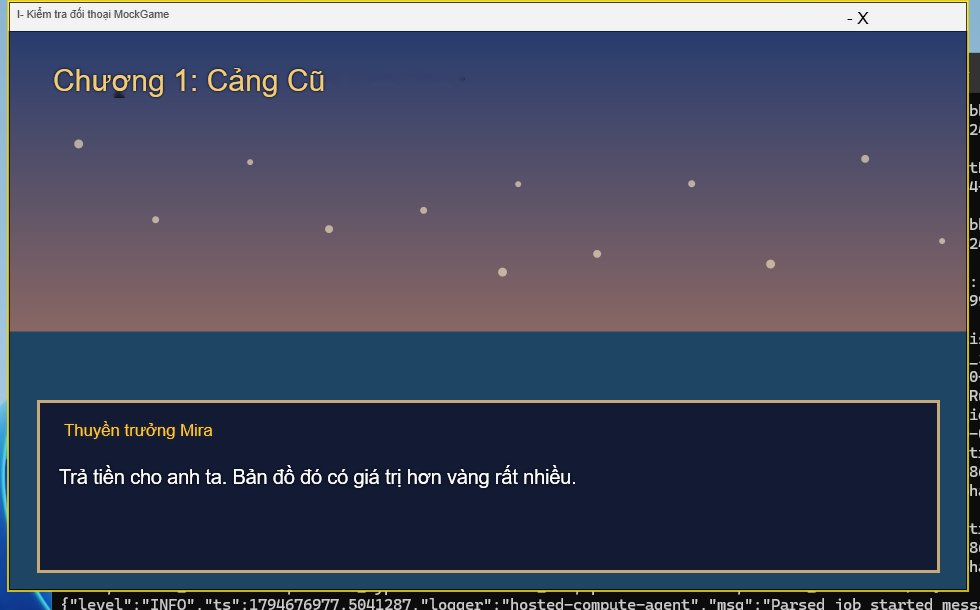 I- Kiểm tra đối thoại MockGame
- X
Chương 1: Cảng Cũ
Thuyền trưởng Mira
Trả tiền cho anh ta. Bản đồ đó có giá trị hơn vàng rất nhiều.
{"level":"INFO","ts":1794676977.5041287,"logger":"hosted-compute-agent","msg":"Parsed job started mes